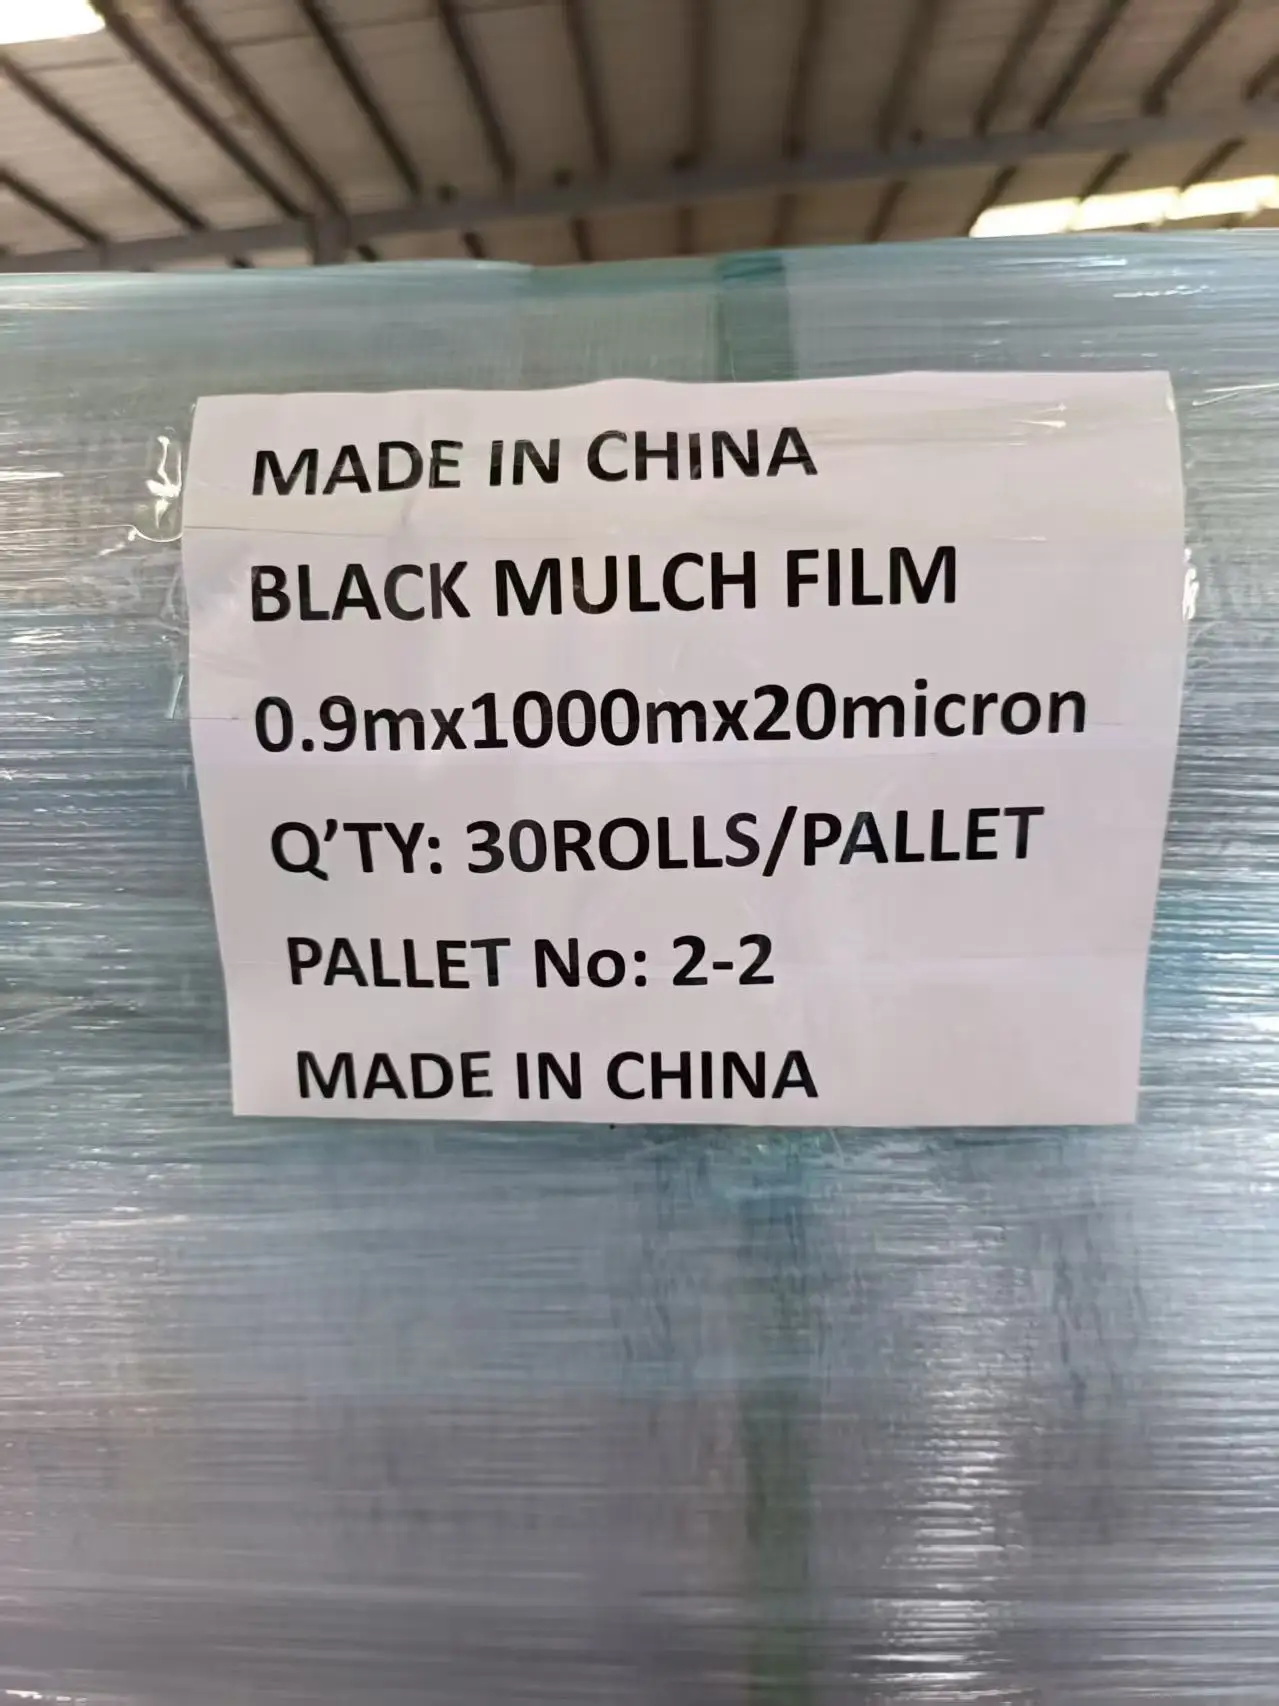 MADE IN CHINA
BLACK MULCH FILM
0.9mx1000mx20micron
Q’TY: 30ROLLS/PALLET
PALLET No: 2-2
MADE IN CHINA